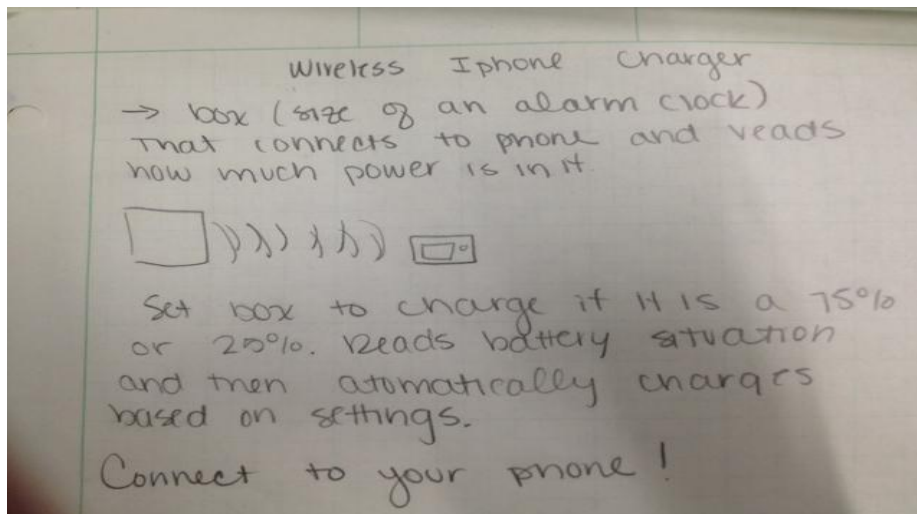 Wireless Iphone Charger
→ box (size of an alarm clock)
That connects to phone and reads
how much power is in it.
Set box to charge if it is a 75%
or 25%. Reads battery situation
and then atomatically charges
based on settings.
Connect to your phone!